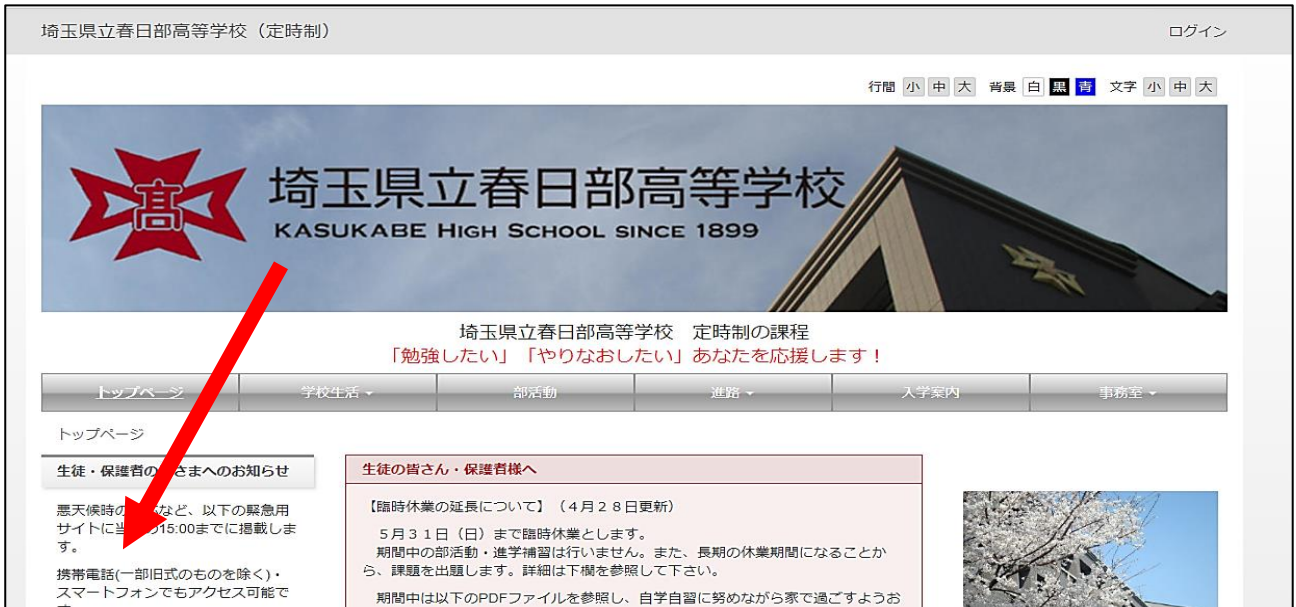 埼玉県立春日部高等学校（定時制）
ログイン
行間 小 中 大 背景 白 黒 青 文字 小 中 大
髙
埼玉県立春日部高等学校
KASUKABE HIGH SCHOOL SINCE 1899
埼玉県立春日部高等学校 定時制の課程
「勉強したい」「やりなおしたい」あなたを応援します！
トップページ 学校生活 部活動 進路 入学案内 事務室
トップページ
生徒・保護者の さまへのお知らせ
悪天候時の など、以下の緊急用
サイトに当 の15:00までに掲載しま
す。
携帯電話(一部旧式のものを除く)・
スマートフォンでもアクセス可能で
生徒の皆さん・保護者様へ
【臨時休業の延長について】（4月28日更新）
５月３１日（日）まで臨時休業とします。
期間中の部活動・進学補習は行いません。また、長期の休業期間になることか
ら、課題を出題します。詳細は下欄を参照して下さい。
期間中は以下のPDFファイルを参照し、自学自習に努めながら家で過ごすようお